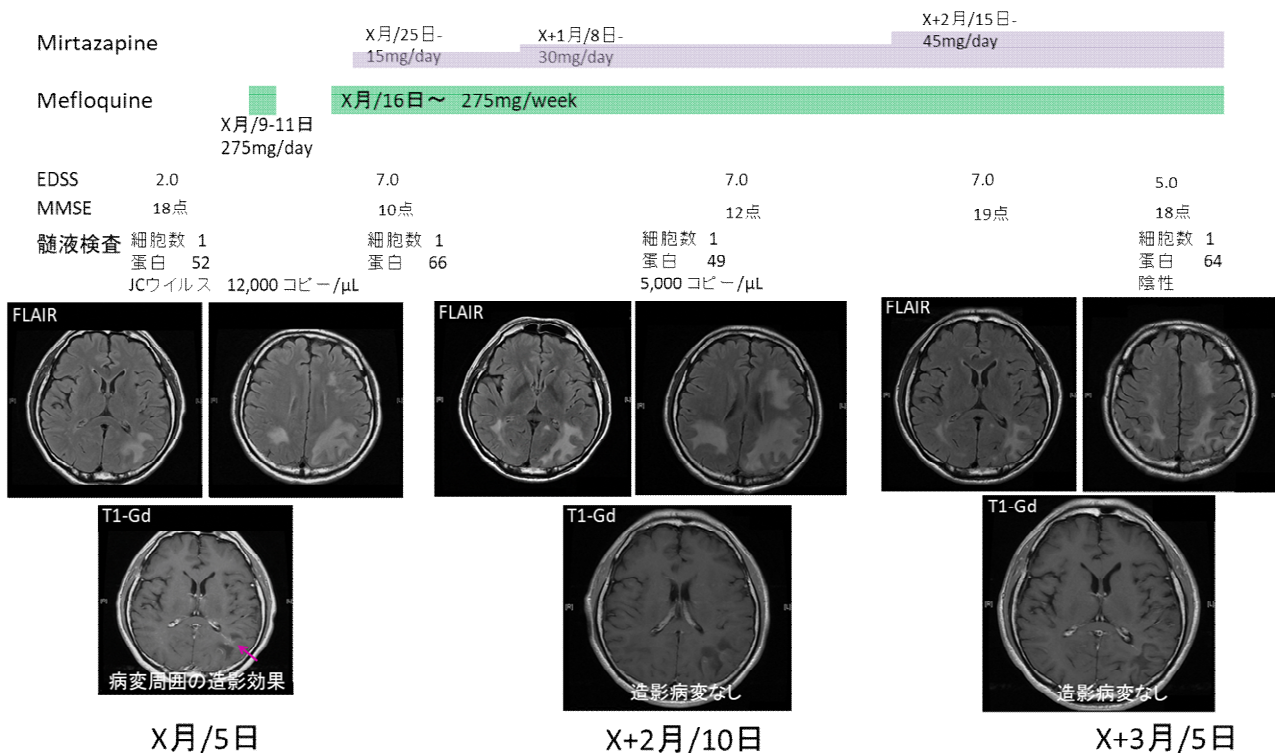 Mirtazapine
X月/25日-
15mg/day
X+1月/8日-
30mg/day
X+2月/15日-
45mg/day
Mefloquine
X月/9-11日
275mg/day
X月/16日～ 275mg/week
EDSS 2.0 7.0 7.0 7.0 5.0
MMSE 18点 10点 12点 19点 18点
髄液検査 細胞数 1 細胞数 1 細胞数 1 細胞数 1
蛋白 52 蛋白 66 蛋白 49 蛋白 64
JCウイルス 12,000 コピー/μL 5,000 コピー/μL 陰性
FLAIR FLAIR FLAIR
[R] [L] [R] [L] [R] [L]
T1-Gd T1-Gd T1-Gd
[R] [L] [R] [L] [R] [L]
病変周囲の造影効果 造影病変なし 造影病変なし
X月/5日 X+2月/10日 X+3月/5日